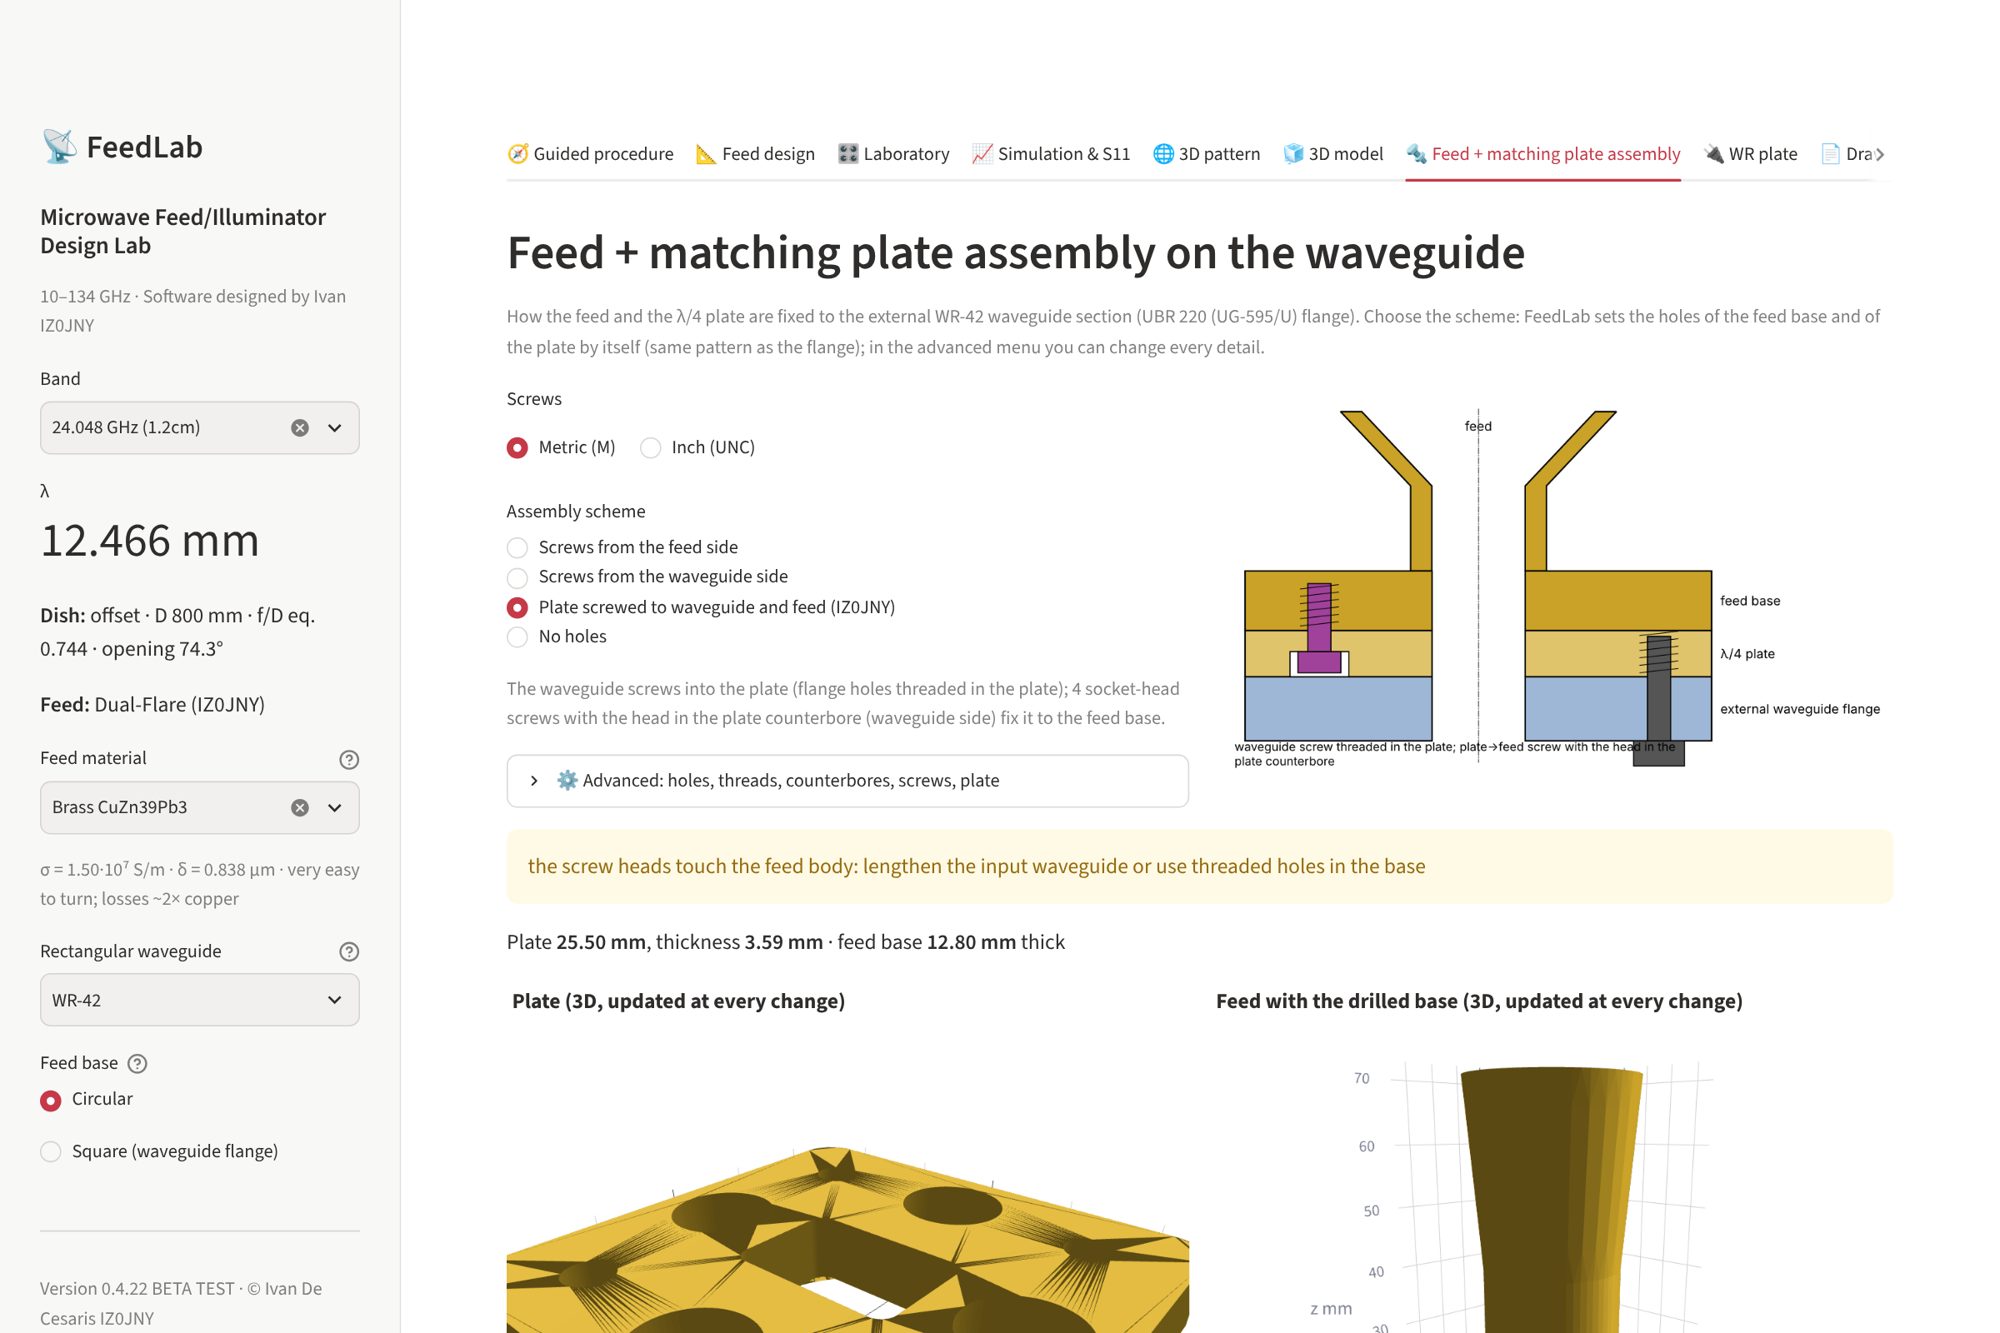 FeedLab
Microwave Feed/Illuminator
Design Lab
10–134 GHz · Software designed by Ivan
IZ0JNY
Band
24.048 GHz (1.2cm)
λ
12.466 mm
Dish: offset · D 800 mm · f/D eq.
0.744 · opening 74.3°
Feed: Dual-Flare (IZ0JNY)
Feed material
Brass CuZn39Pb3
σ = 1.50·10⁷ S/m · δ = 0.838 µm · very easy
to turn; losses ~2× copper
Rectangular waveguide
WR-42
Feed base
Circular
Square (waveguide flange)
Version 0.4.22 BETA TEST · © Ivan De
Cesaris IZ0JNY
Guided procedure
Feed design
Laboratory
Simulation & S11
3D pattern
3D model
Feed + matching plate assembly
WR plate
Dra
Feed + matching plate assembly on the waveguide
How the feed and the λ/4 plate are fixed to the external WR-42 waveguide section (UBR 220 (UG-595/U) flange). Choose the scheme: FeedLab sets the holes of the feed base and of
the plate by itself (same pattern as the flange); in the advanced menu you can change every detail.
Screws
Metric (M)
Inch (UNC)
Assembly scheme
Screws from the feed side
Screws from the waveguide side
Plate screwed to waveguide and feed (IZ0JNY)
No holes
The waveguide screws into the plate (flange holes threaded in the plate); 4 socket-head
screws with the head in the plate counterbore (waveguide side) fix it to the feed base.
Advanced: holes, threads, counterbores, screws, plate
feed
feed base
λ/4 plate
external waveguide flange
waveguide screw threaded in the plate; plate→feed screw with the head in the
plate counterbore
the screw heads touch the feed body: lengthen the input waveguide or use threaded holes in the base
Plate 25.50 mm, thickness 3.59 mm · feed base 12.80 mm thick
Plate (3D, updated at every change)
Feed with the drilled base (3D, updated at every change)
70
60
50
40
z mm
30